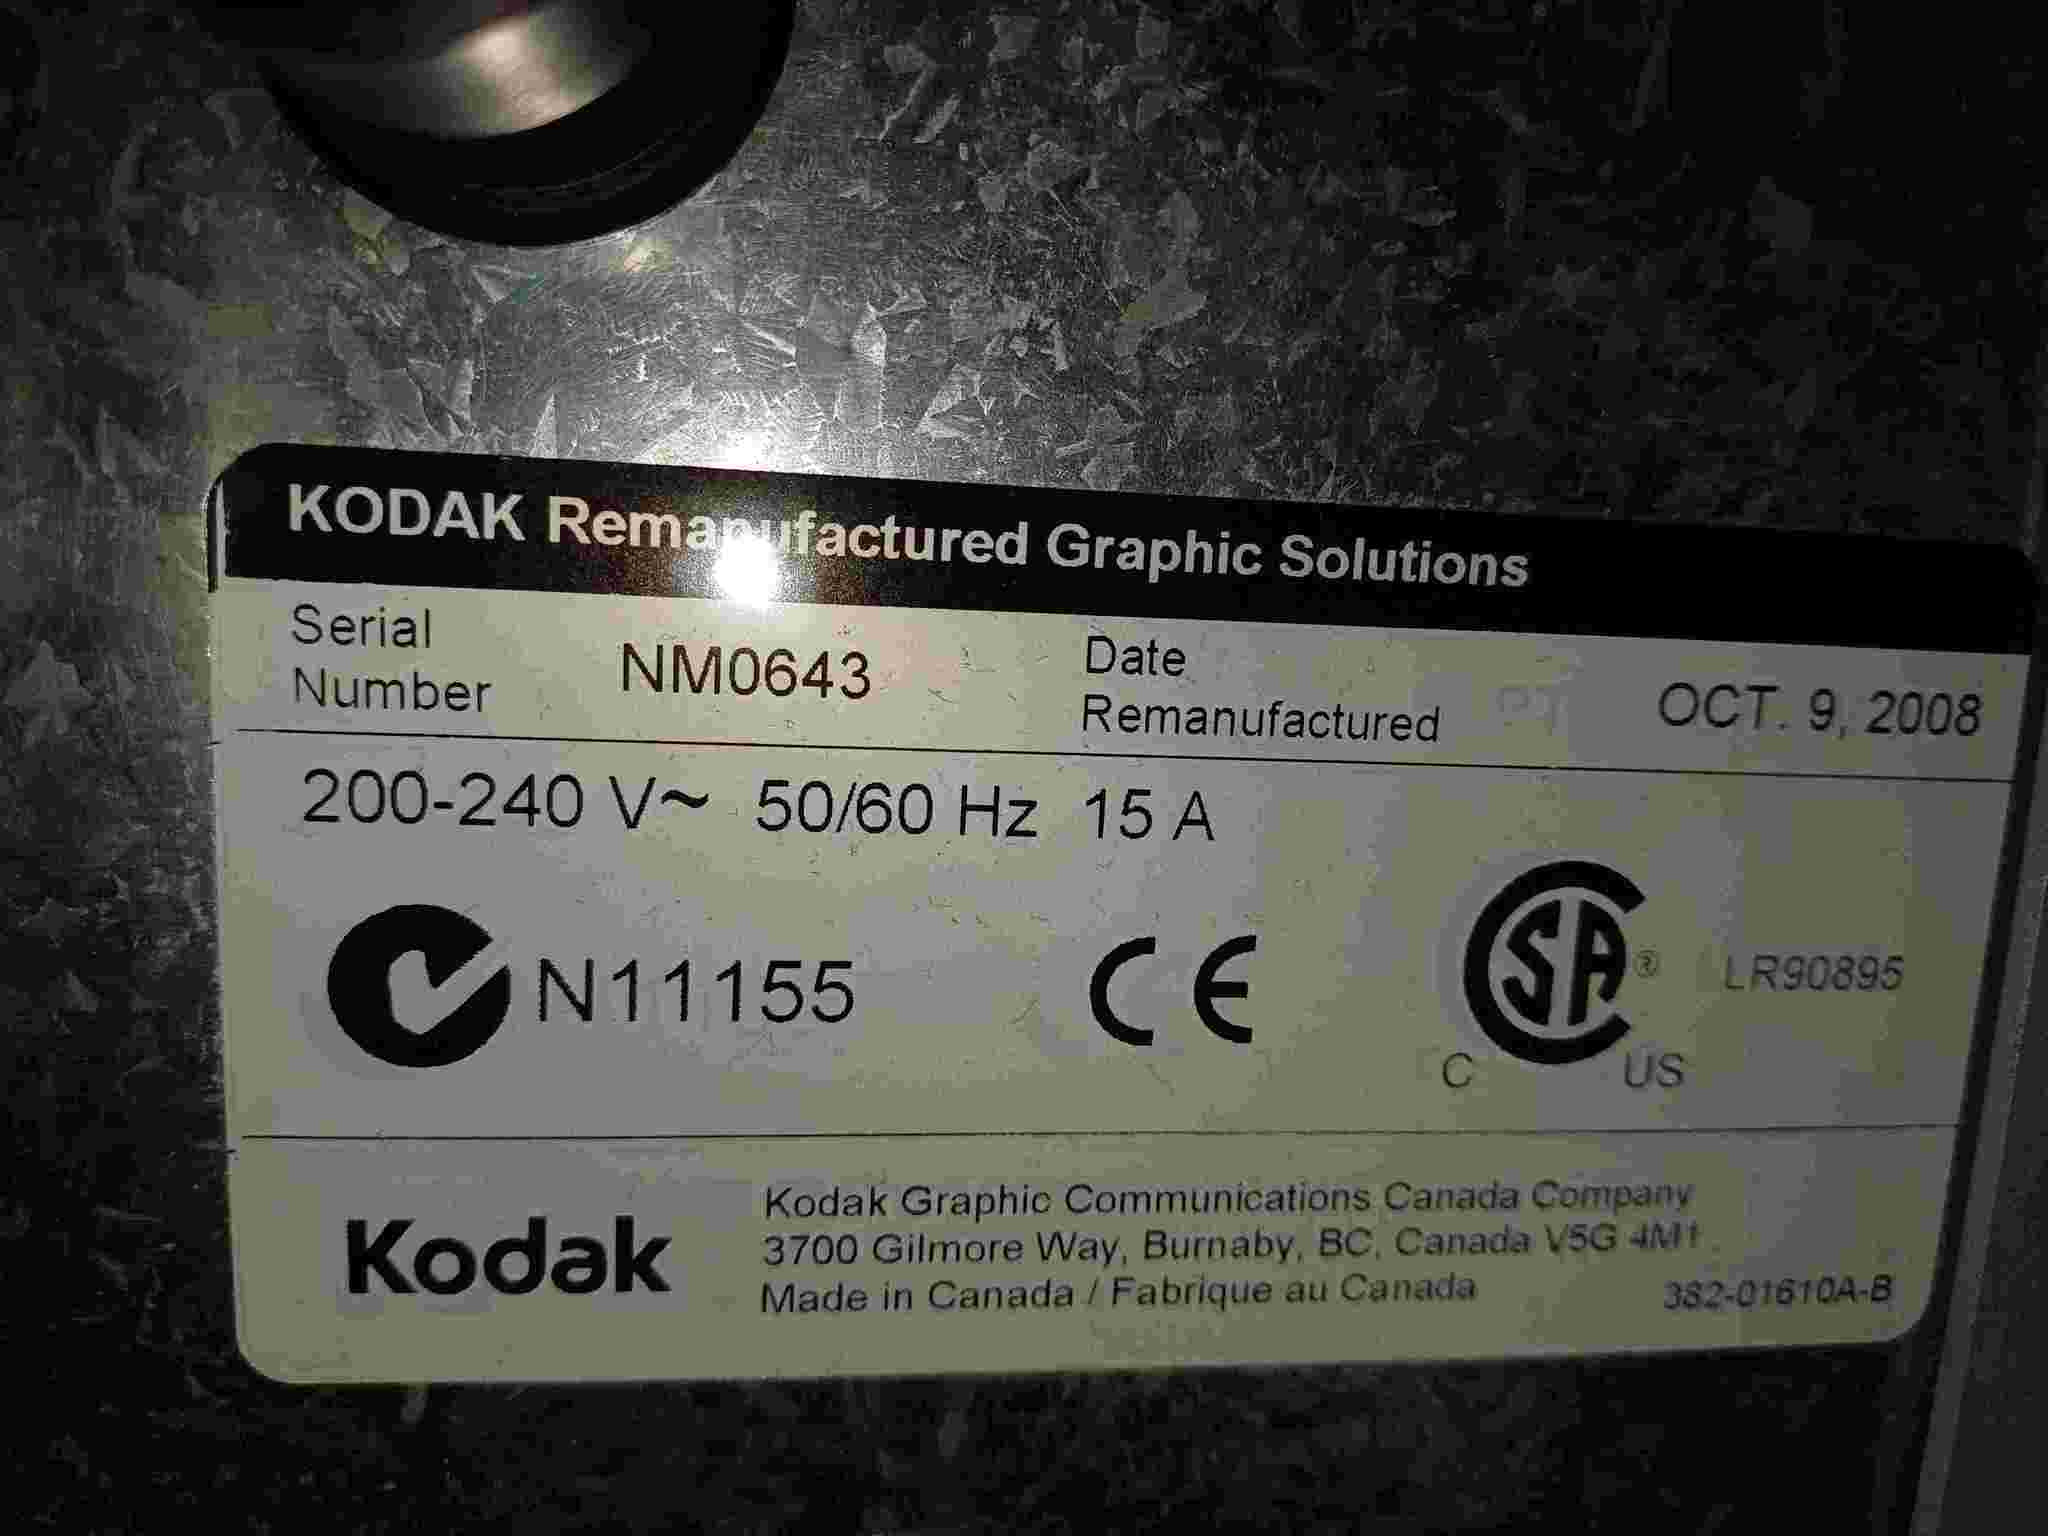 KODAK Remanufactured Graphic Solutions
Serial Number NM0643 Date Remanufactured OCT. 9, 2008
200-240 V~ 50/60 Hz 15 A
N11155 CE CSA ® LR90895
C US
Kodak
Kodak Graphic Communications Canada Company
3700 Gilmore Way, Burnaby, BC, Canada V5G 4M1
Made in Canada / Fabrique au Canada
382-01610A-B